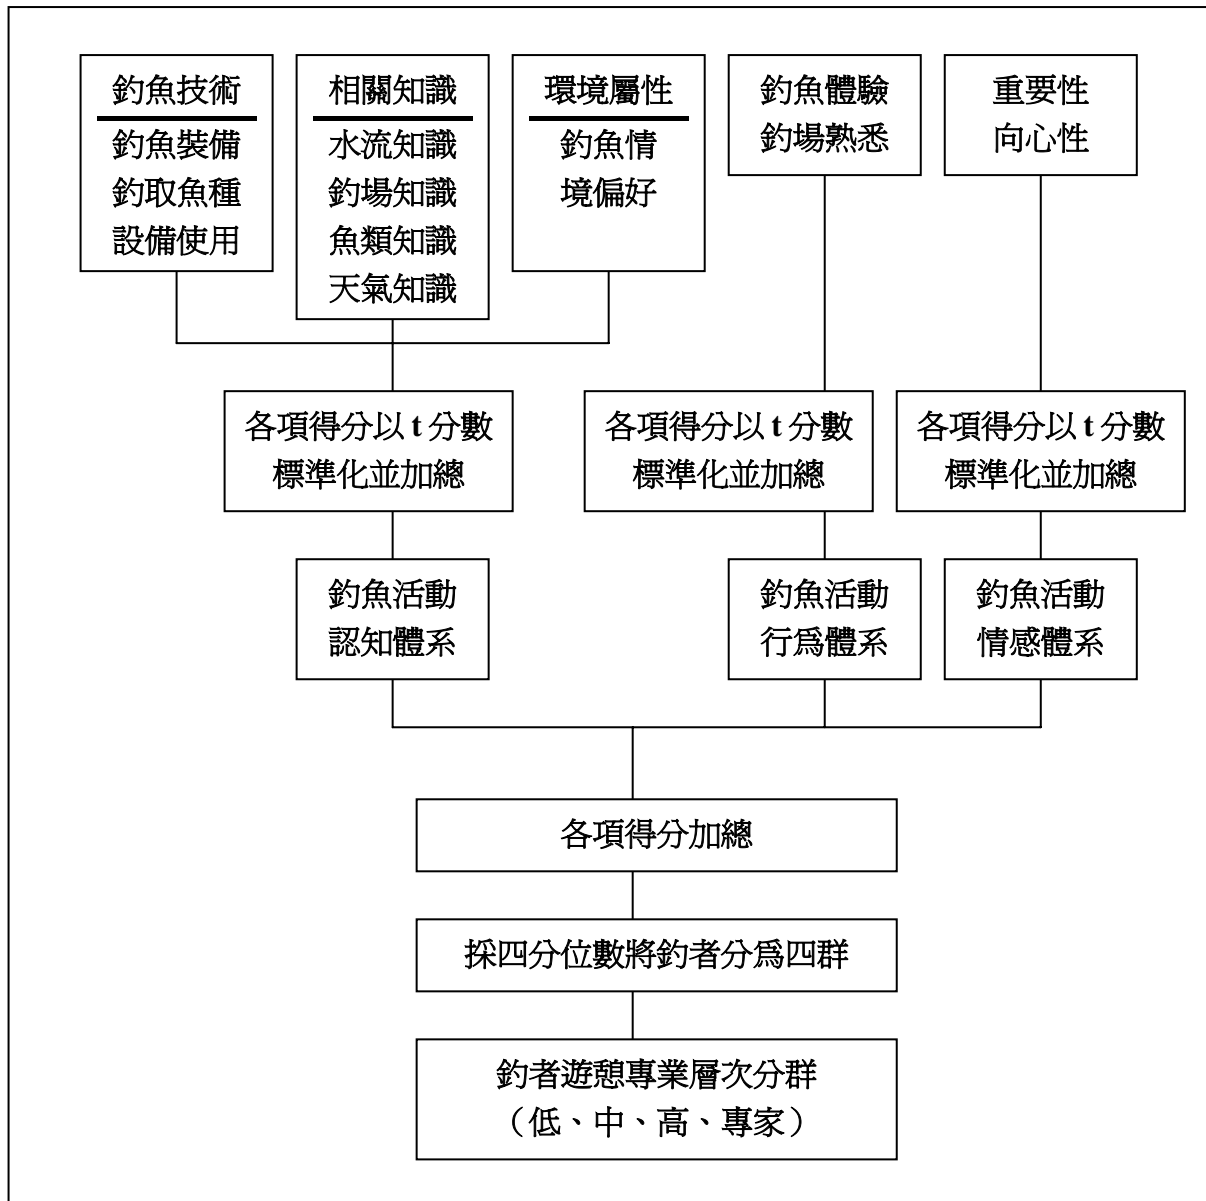 釣魚技術
釣魚裝備
釣取魚種
設備使用
相關知識
水流知識
釣場知識
魚類知識
天氣知識
環境屬性
釣魚情
境偏好
釣魚體驗
釣場熟悉
重要性
向心性
各項得分以 t 分數
標準化並加總
各項得分以 t 分數
標準化並加總
各項得分以 t 分數
標準化並加總
釣魚活動
認知體系
釣魚活動
行為體系
釣魚活動
情感體系
各項得分加總
採四分位數將釣者分為四群
釣者遊憩專業層次分群
（低、中、高、專家）